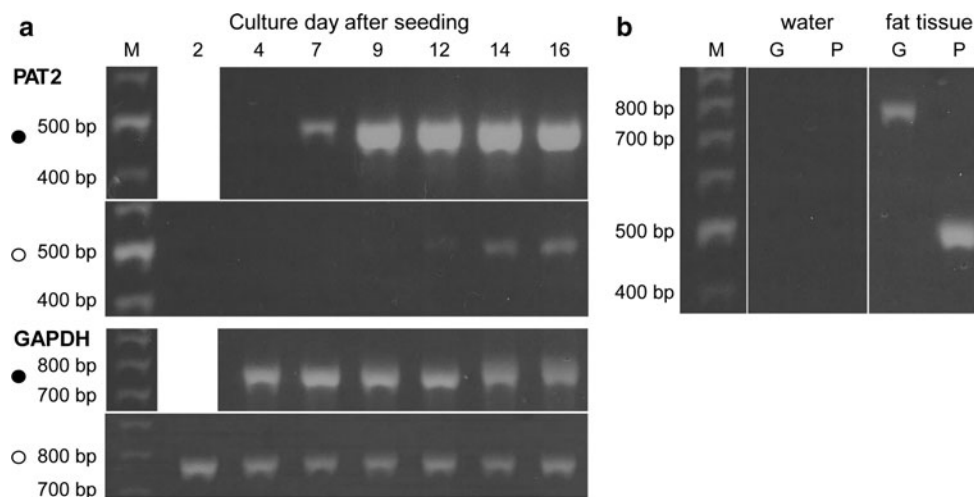 a
Culture day after seeding
M 2 4 7 9 12 14 16
PAT2
● 500 bp
400 bp
○ 500 bp
400 bp
GAPDH
● 800 bp
700 bp
○ 800 bp
700 bp
b
water fat tissue
M G P G P
800 bp
700 bp
500 bp
400 bp